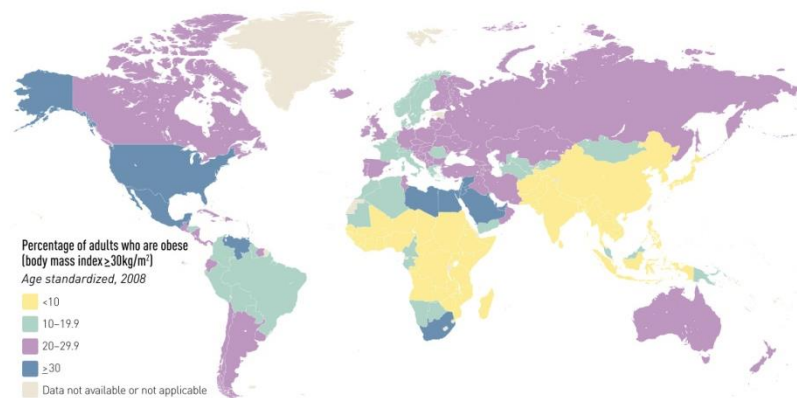 Percentage of adults who are obese
(body mass index ≥30kg/m²)
Age standardized, 2008
<10
10–19.9
20–29.9
≥30
Data not available or not applicable